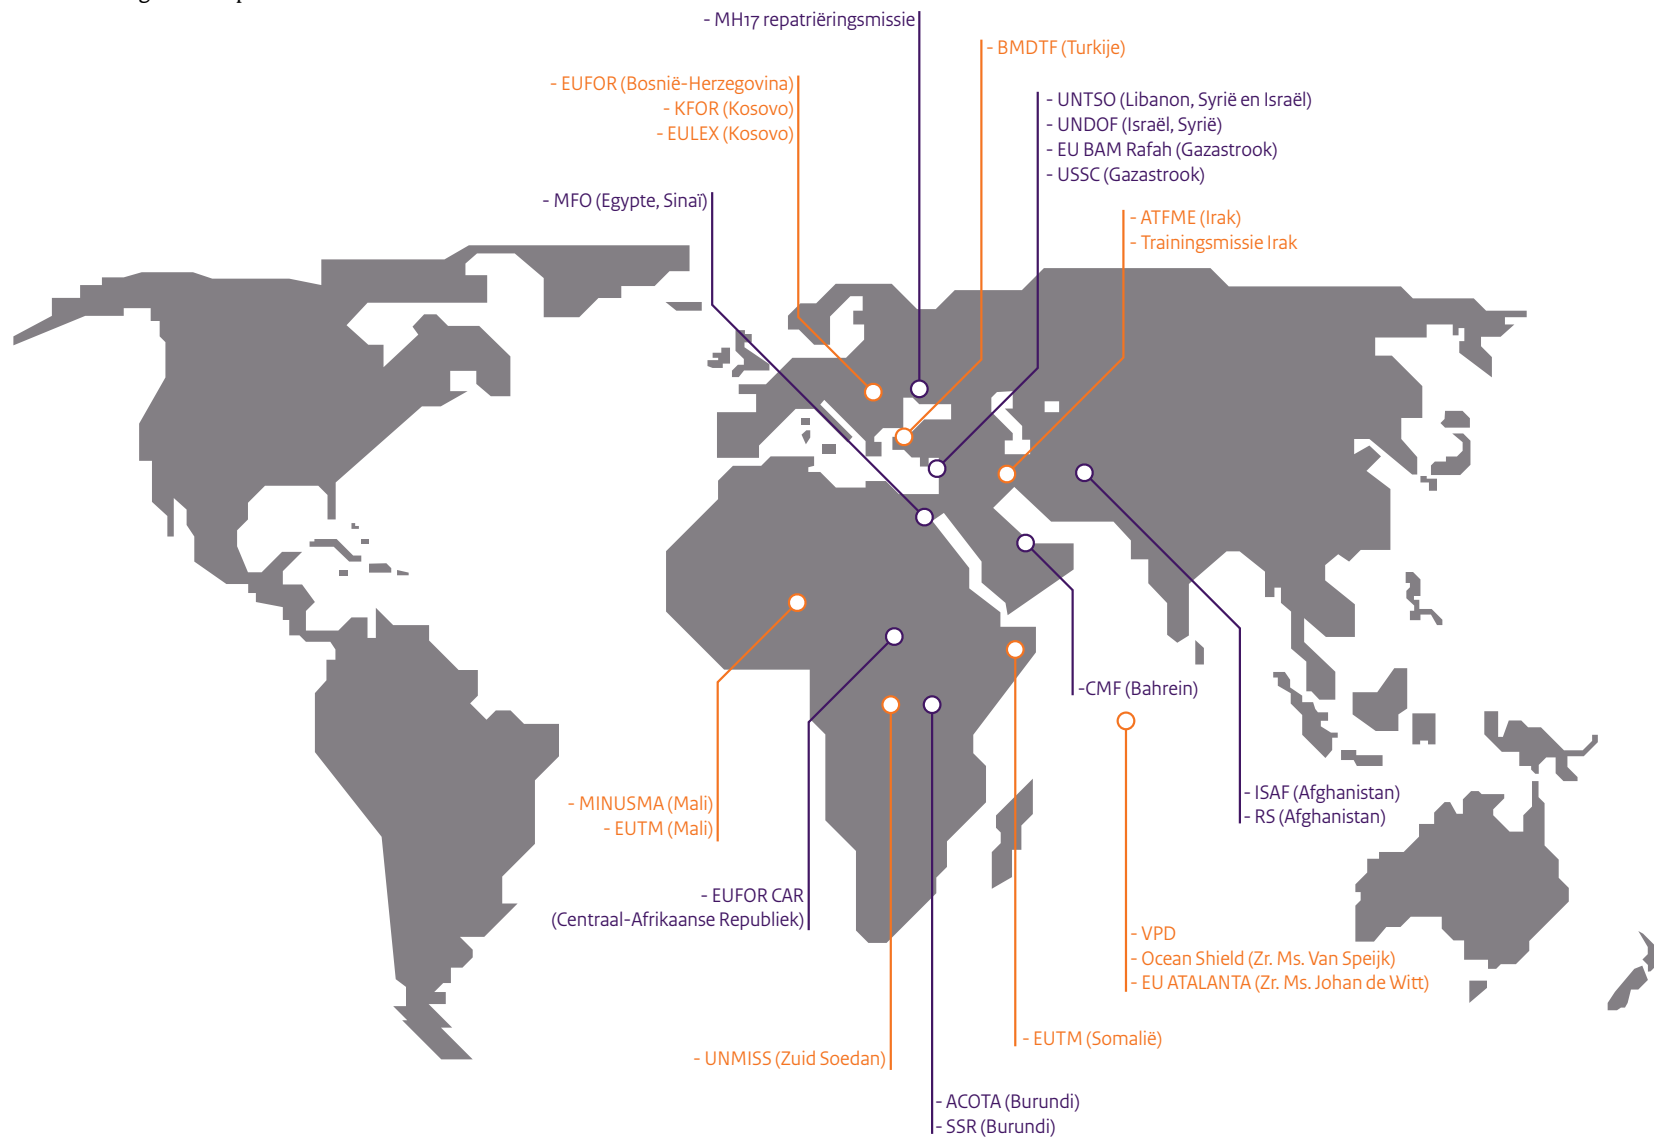 - MH17 repatriëringsmissie
- BMDTF (Turkije)
- EUFOR (Bosnië-Herzegovina)
- KFOR (Kosovo)
- EULEX (Kosovo)
- UNTSO (Libanon, Syrië en Israël)
- UNDOF (Israël, Syrië)
- EU BAM Rafah (Gazastrook)
- USSC (Gazastrook)
- MFO (Egypte, Sinaï)
- ATFME (Irak)
- Trainingsmissie Irak
-CMF (Bahrein)
- MINUSMA (Mali)
- EUTM (Mali)
- ISAF (Afghanistan)
- RS (Afghanistan)
- EUFOR CAR
(Centraal-Afrikaanse Republiek)
- VPD
- Ocean Shield (Zr. Ms. Van Speijk)
- EU ATALANTA (Zr. Ms. Johan de Witt)
- EUTM (Somalië)
- UNMISS (Zuid Soedan)
- ACOTA (Burundi)
- SSR (Burundi)